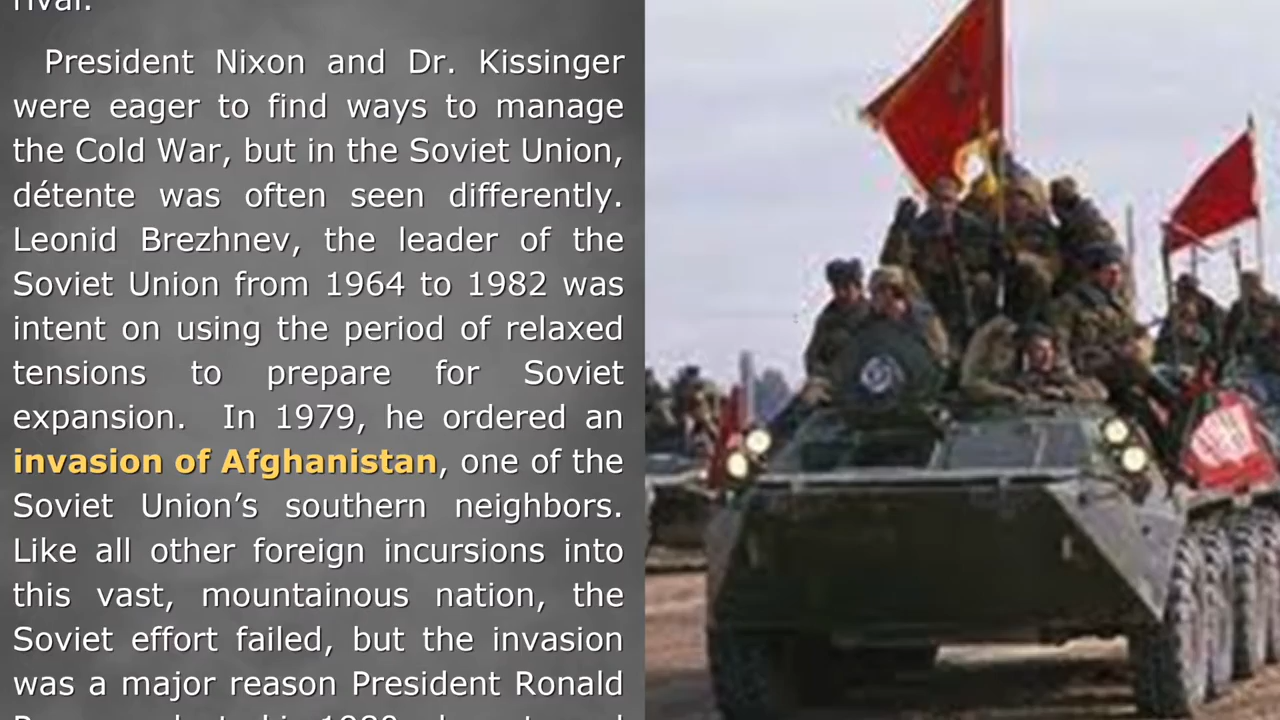 rival.
President Nixon and Dr. Kissinger
were eager to find ways to manage
the Cold War, but in the Soviet Union,
détente was often seen differently.
Leonid Brezhnev, the leader of the
Soviet Union from 1964 to 1982 was
intent on using the period of relaxed
tensions to prepare for Soviet
expansion. In 1979, he ordered an
invasion of Afghanistan, one of the
Soviet Union’s southern neighbors.
Like all other foreign incursions into
this vast, mountainous nation, the
Soviet effort failed, but the invasion
was a major reason President Ronald